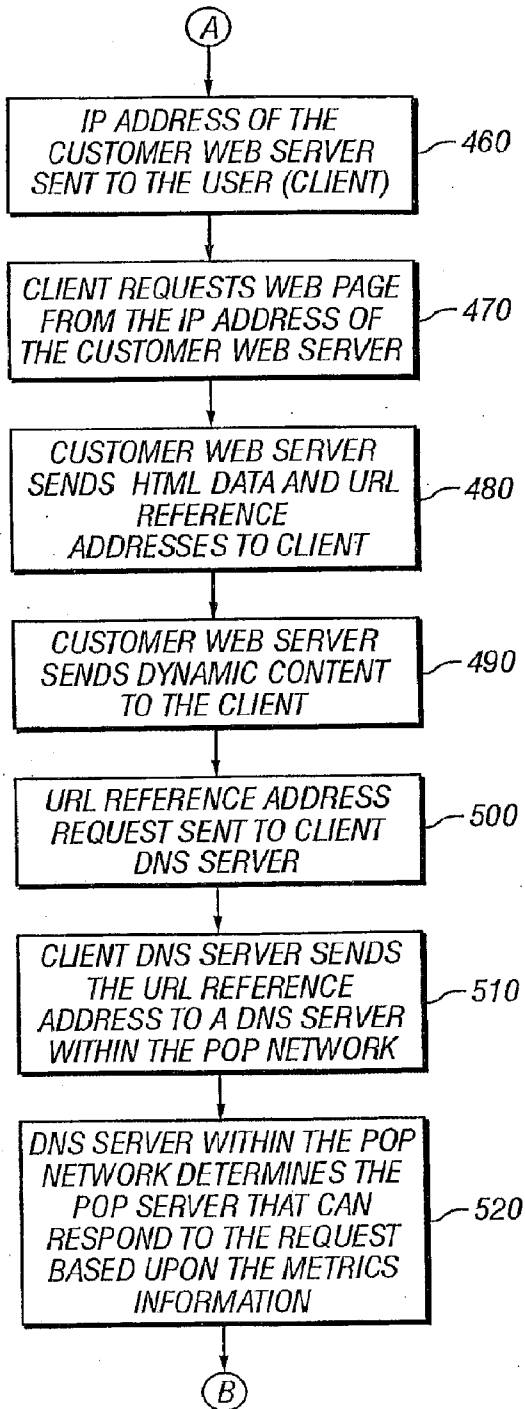 A
IP ADDRESS OF THE
CUSTOMER WEB SERVER
SENT TO THE USER (CLIENT)
460
CLIENT REQUESTS WEB PAGE
FROM THE IP ADDRESS OF
THE CUSTOMER WEB SERVER
470
CUSTOMER WEB SERVER
SENDS HTML DATA AND URL
REFERENCE
ADDRESSES TO CLIENT
480
CUSTOMER WEB SERVER
SENDS DYNAMIC CONTENT
TO THE CLIENT
490
URL REFERENCE ADDRESS
REQUEST SENT TO CLIENT
DNS SERVER
500
CLIENT DNS SERVER SENDS
THE URL REFERENCE
ADDRESS TO A DNS SERVER
WITHIN THE POP NETWORK
510
DNS SERVER WITHIN THE POP
NETWORK DETERMINES THE
POP SERVER THAT CAN
RESPOND TO THE REQUEST
BASED UPON THE METRICS
INFORMATION
520
B